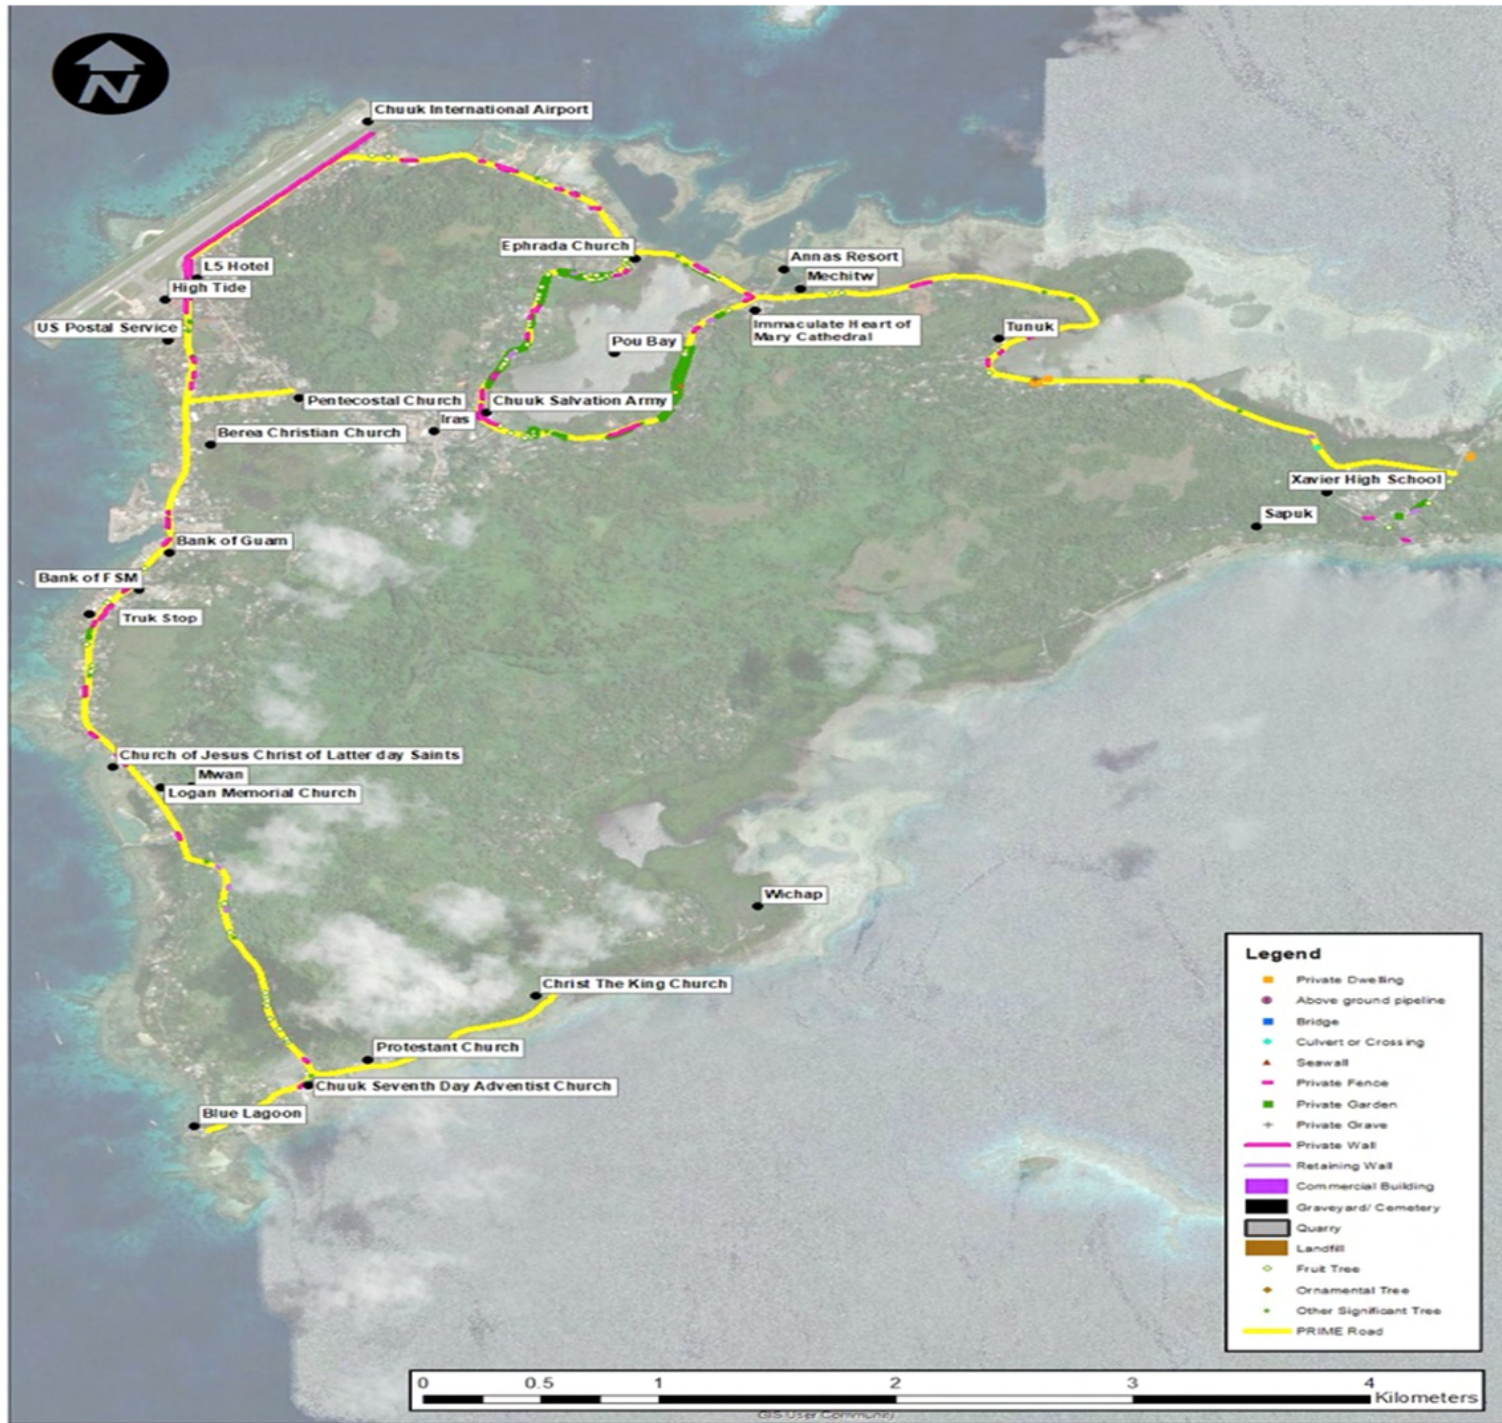 N
Chuuk International Airport
Ephrada Church
Annas Resort
L5 Hotel
Mechitw
High Tide
US Postal Service
Immaculate Heart of
Mary Cathedral
Tunuk
Pou Bay
Pentecostal Church
Chuuk Salvation Army
Iras
Berea Christian Church
Xavier High School
Sapuk
Bank of Guam
Bank of FSM
Truk Stop
Church of Jesus Christ of Latter day Saints
Mwan
Logan Memorial Church
Wichap
Christ The King Church
Protestant Church
Chuuk Seventh Day Adventist Church
Blue Lagoon
Legend
Private Dwelling
Above ground pipeline
Bridge
Culvert or Crossing
Seawall
Private Fence
Private Garden
Private Grave
Private Wall
Retaining Wall
Commercial Building
Graveyard/ Cemetery
Quarry
Landfill
Fruit Tree
Ornamental Tree
Other Significant Tree
PRIME Road
0 0.5 1 2 3 4
Kilometers
GIS User Community